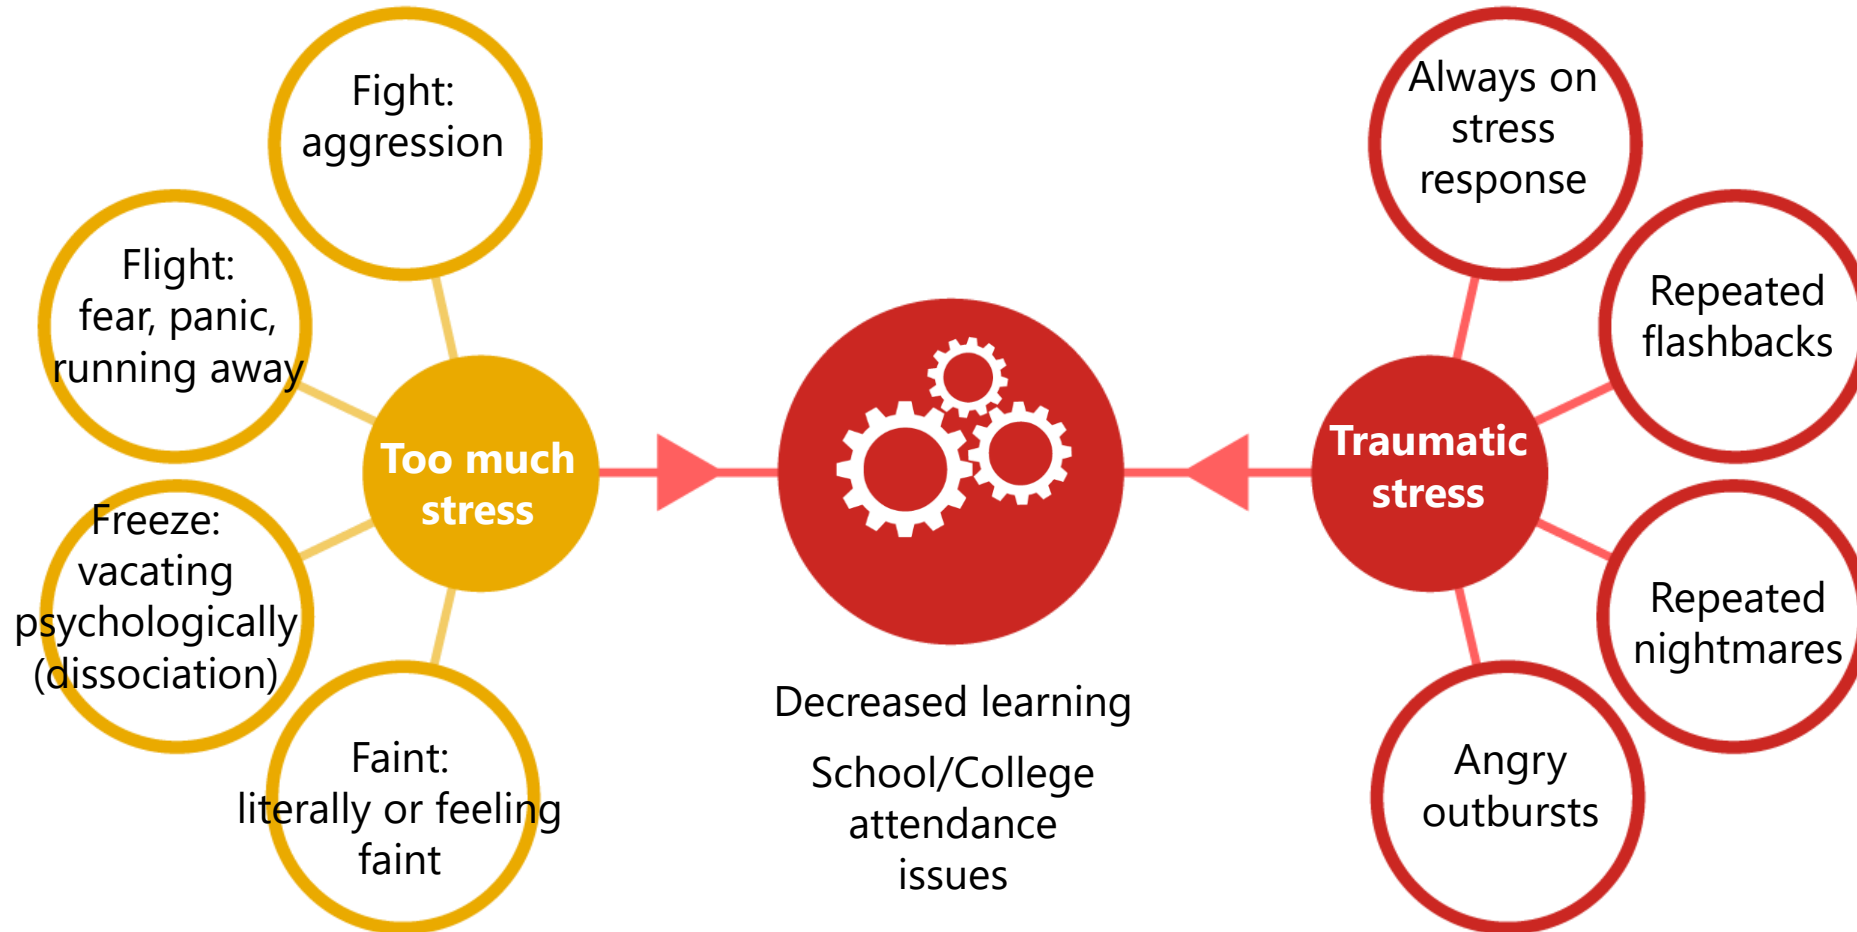 Fight:
aggression
Flight:
fear, panic,
running away
Too much
stress
Freeze:
vacating
psychologically
(dissociation)
Faint:
literally or feeling
faint
Decreased learning
School/College
attendance
issues
Always on
stress
response
Repeated
flashbacks
Traumatic
stress
Repeated
nightmares
Angry
outbursts